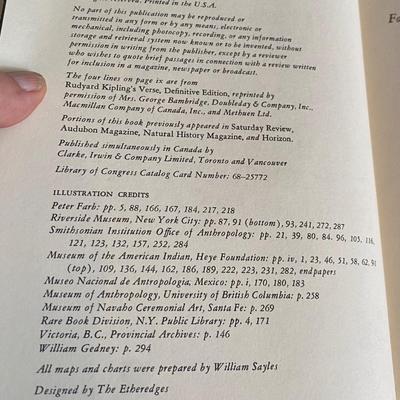 reserved. Printed in the U.S.A.
No part of this publication may be reproduced or
transmitted in any form or by any means, electronic or
mechanical, including photocopy, recording, or any information
storage and retrieval system now known or to be invented, without
permission in writing from the publisher, except by a reviewer
who wishes to quote brief passages in connection with a review written
for inclusion in a magazine, newspaper or broadcast.
The four lines on page ix are from
Rudyard Kipling's Verse, Definitive Edition, reprinted by
permission of Mrs. George Bambridge, Doubleday & Company, Inc.,
Macmillan Company of Canada, Inc., and Methuen Ltd.
Portions of this book previously appeared in Saturday Review,
Audubon Magazine, Natural History Magazine, and Horizon.
Published simultaneously in Canada by
Clarke, Irwin & Company Limited, Toronto and Vancouver
Library of Congress Catalog Card Number: 68-25772
ILLUSTRATION CREDITS
Peter Farb: pp. 5, 88, 166, 167, 184, 217, 218
Riverside Museum, New York City: pp. 87, 91 (bottom), 93, 241, 272, 287
Smithsonian Institution Office of Anthropology: pp. 21, 39, 80, 84, 96, 105, 116,
121, 123, 132, 157, 252, 284
Museum of the American Indian, Heye Foundation: pp. iv, 1, 23, 46, 51, 58, 62, 91
(top), 109, 136, 144, 162, 186, 189, 222, 223, 231, 282, endpapers
Museo Nacional de Antropologia, Mexico: pp. i, 170, 180, 183
Museum of Anthropology, University of British Columbia: p. 258
Museum of Navaho Ceremonial Art, Santa Fe: p. 269
Rare Book Division, N.Y. Public Library: pp. 4, 171
Victoria, B.C., Provincial Archives: p. 146
William Gedney: p. 294
All maps and charts were prepared by William Sayles
Designed by The Etheredges